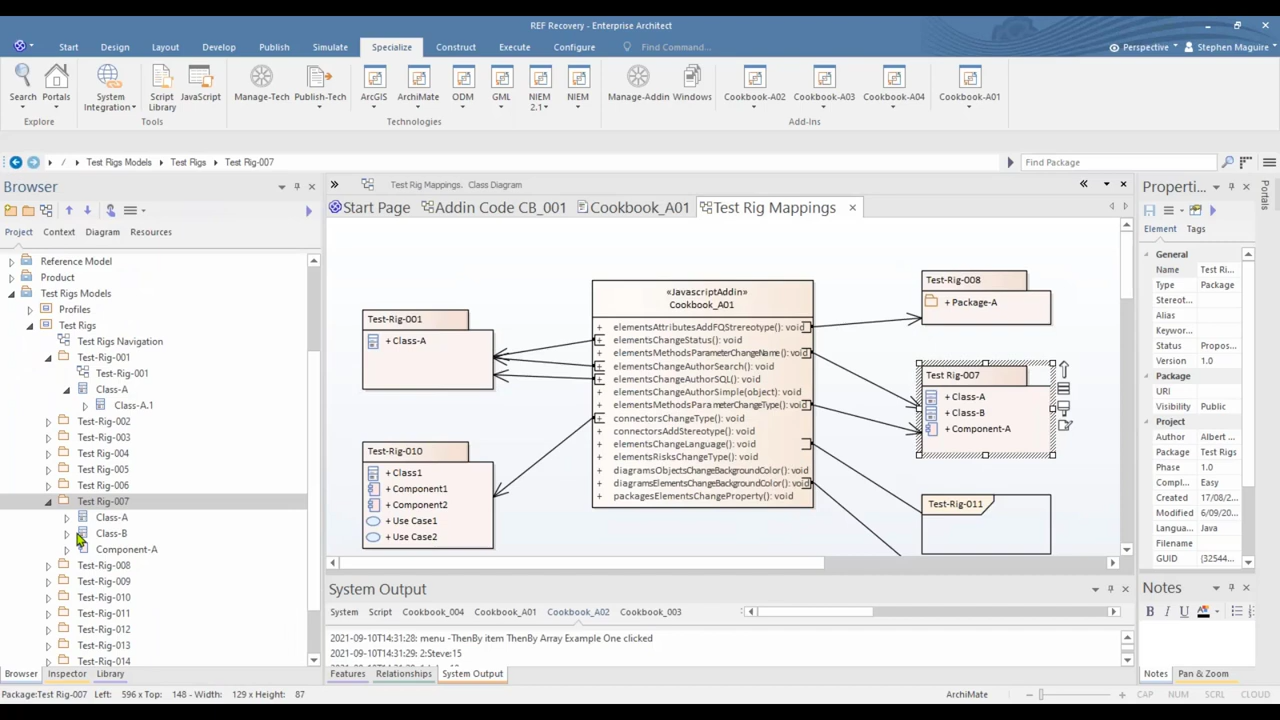 REF Recovery - Enterprise Architect
Start Design Layout Develop Publish Simulate Specialize Construct Execute Configure Find Command... Perspective Stephen Maguire
Search Portals System Integration Script Library JavaScript Manage-Tech Publish-Tech ArcGIS ArchiMate ODM GML NIEM 2.1 NIEM Manage-Addin Windows Cookbook-A02 Cookbook-A03 Cookbook-A04 Cookbook-A01
Explore Tools Technologies Add-Ins
/ Test Rigs Models Test Rigs Test Rig-007 Find Package
Browser
Project Context Diagram Resources
Reference Model
Product
Test Rigs Models
Profiles
Test Rigs
Test Rigs Navigation
Test-Rig-001
Test-Rig-001
Class-A
Class-A.1
Test-Rig-002
Test-Rig-003
Test-Rig-004
Test-Rig-005
Test-Rig-006
Test Rig-007
Class-A
Class-B
Component-A
Test-Rig-008
Test-Rig-009
Test-Rig-010
Test-Rig-011
Test-Rig-012
Test-Rig-013
Test-Rig-014
Browser Inspector Library
Test Rig Mappings. Class Diagram
Start Page Addin Code CB_001 Cookbook_A01 Test Rig Mappings
Test-Rig-001
+ Class-A
Test-Rig-010
+ Class1
+ Component1
+ Component2
+ Use Case1
+ Use Case2
«JavascriptAddin»
Cookbook_A01
+ elementsAttributesAddFQStrereotype(): void
+ elementsChangeStatus(): void
+ elementsMethodsParameterChangeName(): void
+ elementsChangeAuthorSearch(): void
+ elementsChangeAuthorSQL(): void
+ elementsChangeAuthorSimple(object): void
+ elementsMethodsParameterChangeType(): void
+ connectorsChangeType(): void
+ connectorsAddStereotype(): void
+ elementsChangeLanguage(): void
+ elementsRisksChangeType(): void
+ diagramsObjectsChangeBackgroundColor(): void
+ diagramsElementsChangeBackgroundColor(): void
+ packagesElementsChangeProperty(): void
Test-Rig-008
+ Package-A
Test Rig-007
+ Class-A
+ Class-B
+ Component-A
Test-Rig-011
System Output
System Script Cookbook_004 Cookbook_A01 Cookbook_A02 Cookbook_003
2021-09-10T14:31:28: menu -ThenBy item ThenBy Array Example One clicked
2021-09-10T14:31:29: 2:Steve:15
Features Relationships System Output
Properti...
Element Tags
General
Name Test Ri...
Type Package
Stereot...
Alias
Keywor...
Status Propos...
Version 1.0
Package
URI
Visibility Public
Project
Author Albert ...
Package Test Rigs
Phase 1.0
Compl... Easy
Created 17/08/2...
Modified 6/09/20...
Langua... Java
Filename
GUID {32544...
Portals
Notes
B I U A
Notes Pan & Zoom
Package:Test Rig-007 Left: 596 x Top: 148 - Width: 129 x Height: 87 ArchiMate CAP NUM SCRL CLOUD